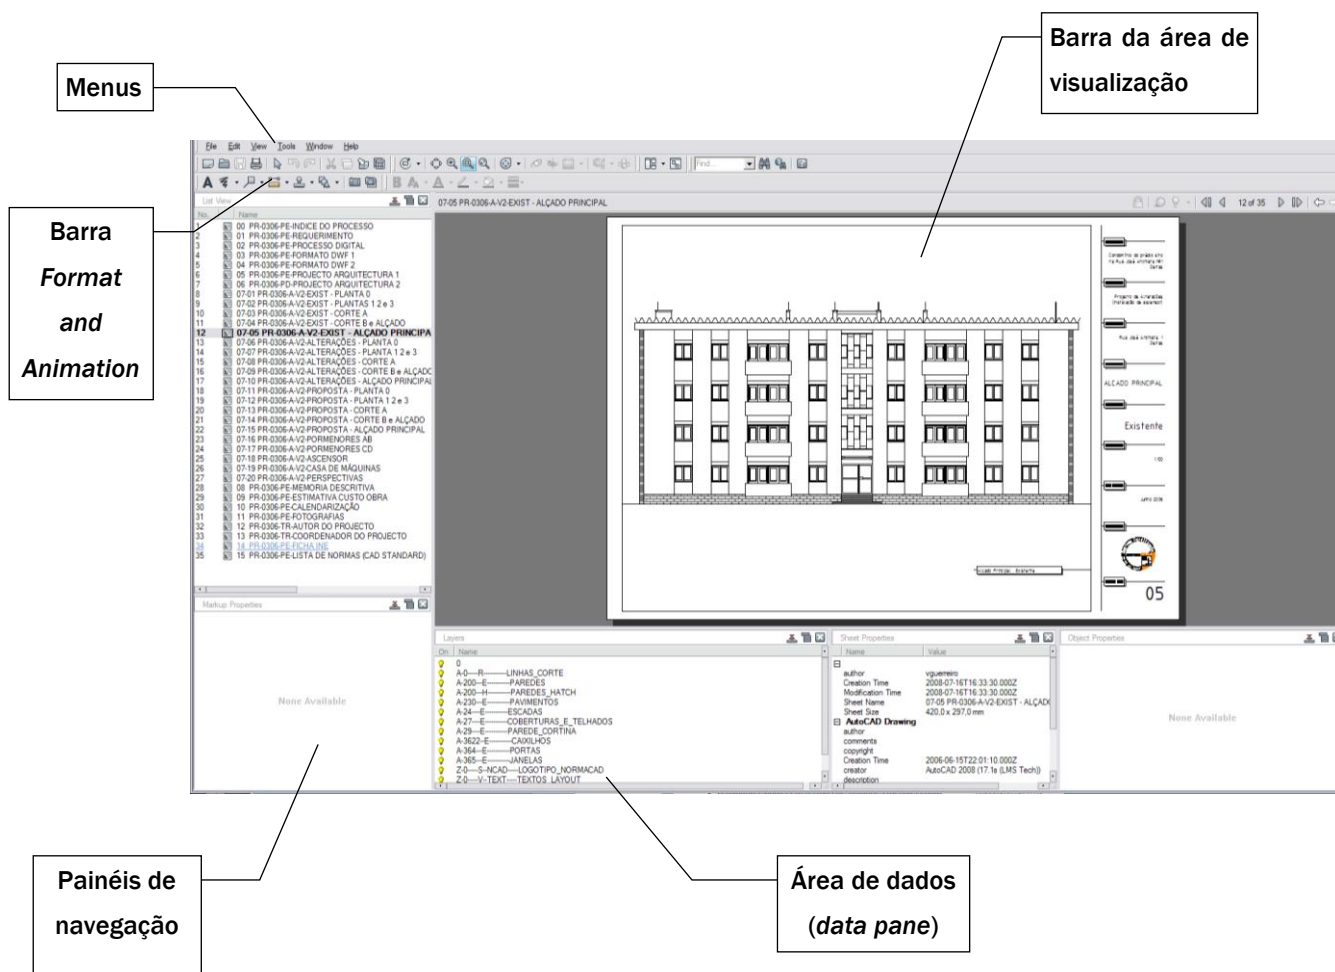 Barra da área de
visualização
Menus
Barra
Format
and
Animation
File Edit View Tools Window Help
Find...
List View
07-05 PR-0306-A-V2-EXIST - ALÇADO PRINCIPAL
12 of 35
No. Name
1 00 PR-0306-PE-INDICE DO PROCESSO
2 01 PR-0306-PE-REQUERIMENTO
3 02 PR-0306-PE-PROCESSO DIGITAL
4 03 PR-0306-PE-FORMATO DWF 1
5 04 PR-0306-PE-FORMATO DWF 2
6 05 PR-0306-PE-PROJECTO ARQUITECTURA 1
7 06 PR-0306-PD-PROJECTO ARQUITECTURA 2
8 07-01 PR-0306-A-V2-EXIST - PLANTA 0
9 07-02 PR-0306-A-V2-EXIST - PLANTAS 1 2 e 3
10 07-03 PR-0306-A-V2-EXIST - CORTE A
11 07-04 PR-0306-A-V2-EXIST - CORTE B e ALÇADO
12 07-05 PR-0306-A-V2-EXIST - ALÇADO PRINCIPA
13 07-06 PR-0306-A-V2-ALTERAÇÕES - PLANTA 0
14 07-07 PR-0306-A-V2-ALTERAÇÕES - PLANTA 1 2 e 3
15 07-08 PR-0306-A-V2-ALTERAÇÕES - CORTE A
16 07-09 PR-0306-A-V2-ALTERAÇÕES - CORTE B e ALÇADO
17 07-10 PR-0306-A-V2-ALTERAÇÕES - ALÇADO PRINCIPAL
18 07-11 PR-0306-A-V2-PROPOSTA - PLANTA 0
19 07-12 PR-0306-A-V2-PROPOSTA - PLANTA 1 2 e 3
20 07-13 PR-0306-A-V2-PROPOSTA - CORTE A
21 07-14 PR-0306-A-V2-PROPOSTA - CORTE B e ALÇADO
22 07-15 PR-0306-A-V2-PROPOSTA - ALÇADO PRINCIPAL
23 07-16 PR-0306-A-V2-PORMENORES AB
24 07-17 PR-0306-A-V2-PORMENORES CD
25 07-18 PR-0306-A-V2-ASCENSOR
26 07-19 PR-0306-A-V2-CASA DE MÁQUINAS
27 07-20 PR-0306-A-V2-PERSPECTIVAS
28 08 PR-0306-PE-MEMORIA DESCRITIVA
29 09 PR-0306-PE-ESTIMATIVA CUSTO OBRA
30 10 PR-0306-PE-CALENDARIZAÇÃO
31 11 PR-0306-PE-FOTOGRAFIAS
32 12 PR-0306-TR-AUTOR DO PROJECTO
33 13 PR-0306-TR-COORDENADOR DO PROJECTO
34 14 PR-0306-PE-FICHA INE
35 15 PR-0306-PE-LISTA DE NORMAS (CAD STANDARD)
ALÇADO PRINCIPAL
Existente
1/100
Junho 2006
05
Markup Properties
None Available
Layers
On Name
0
A-0----R---------LINHAS_CORTE
A-200---E---------PAREDES
A-200---H---------PAREDES_HATCH
A-230---E---------PAVIMENTOS
A-24----E---------ESCADAS
A-27----E---------COBERTURAS_E_TELHADOS
A-29----E---------PAREDE_CORTINA
A-3622--E---------CAIXILHOS
A-364---E---------PORTAS
A-365---E---------JANELAS
Z-0----S--NCAD----LOGOTIPO_NORMACAD
Z-0----V--TEXT----TEXTOS_LAYOUT
Sheet Properties
Name Value
author vguerreiro
Creation Time 2008-07-16T16:33:30.000Z
Modification Time 2008-07-16T16:33:30.000Z
Sheet Name 07-05 PR-0306-A-V2-EXIST - ALÇAD
Sheet Size 420,0 x 297,0 mm
AutoCAD Drawing
author
comments
copyright
Creation Time 2006-06-15T22:01:10.000Z
creator AutoCAD 2008 (17.1s (LMS Tech))
description
Object Properties
None Available
Painéis de
navegação
Área de dados
(data pane)